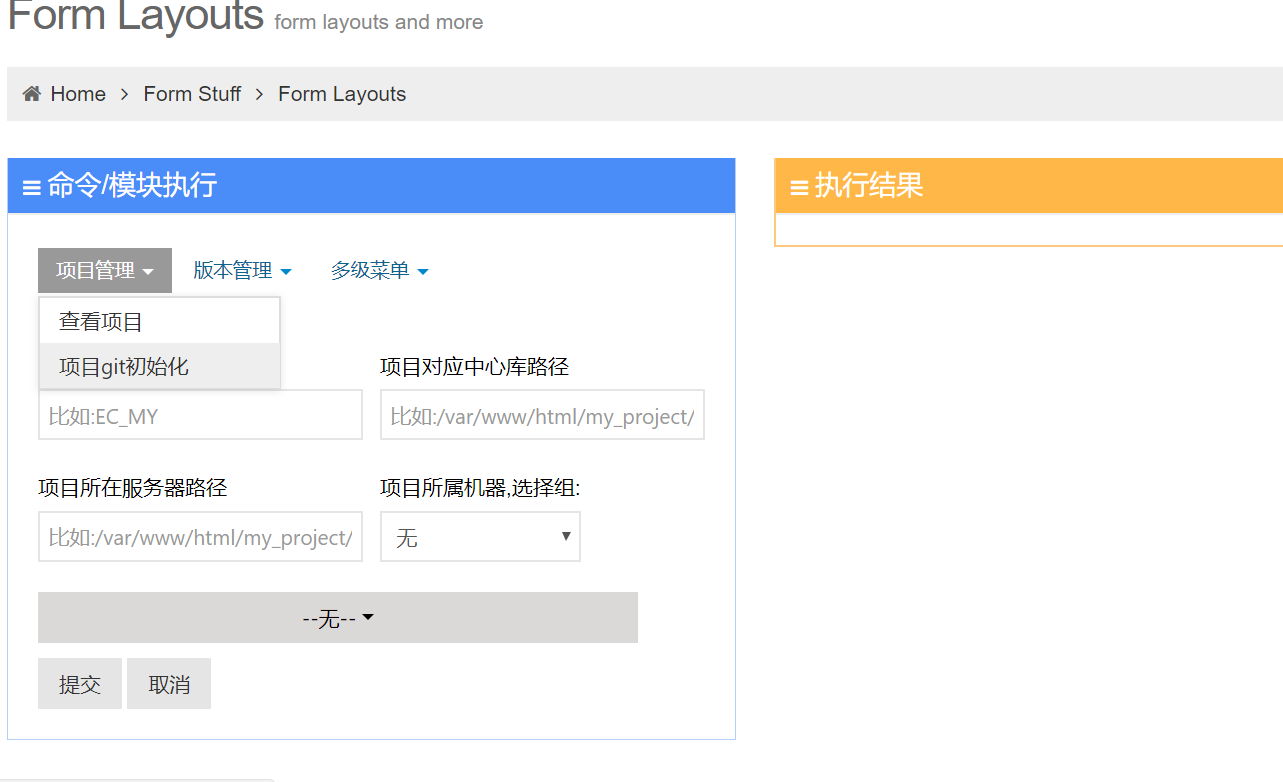 Form Layouts form layouts and more
Home > Form Stuff > Form Layouts
命令/模块执行
项目管理 版本管理 多级菜单
查看项目
项目git初始化
项目对应中心库路径
比如:EC_MY
比如:/var/www/html/my_project/
项目所在服务器路径
项目所属机器,选择组:
比如:/var/www/html/my_project/
无
--无--
提交 取消
执行结果